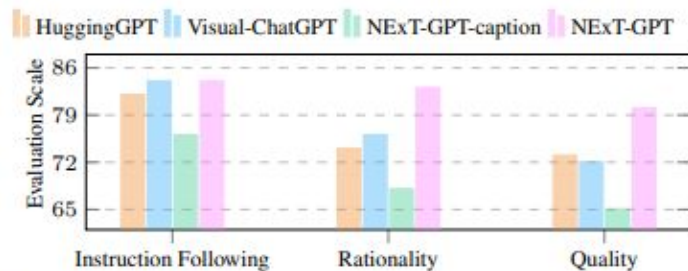 HuggingGPT Visual-ChatGPT NExT-GPT-caption NExT-GPT
Evaluation Scale
86
79
72
65
Instruction Following Rationality Quality